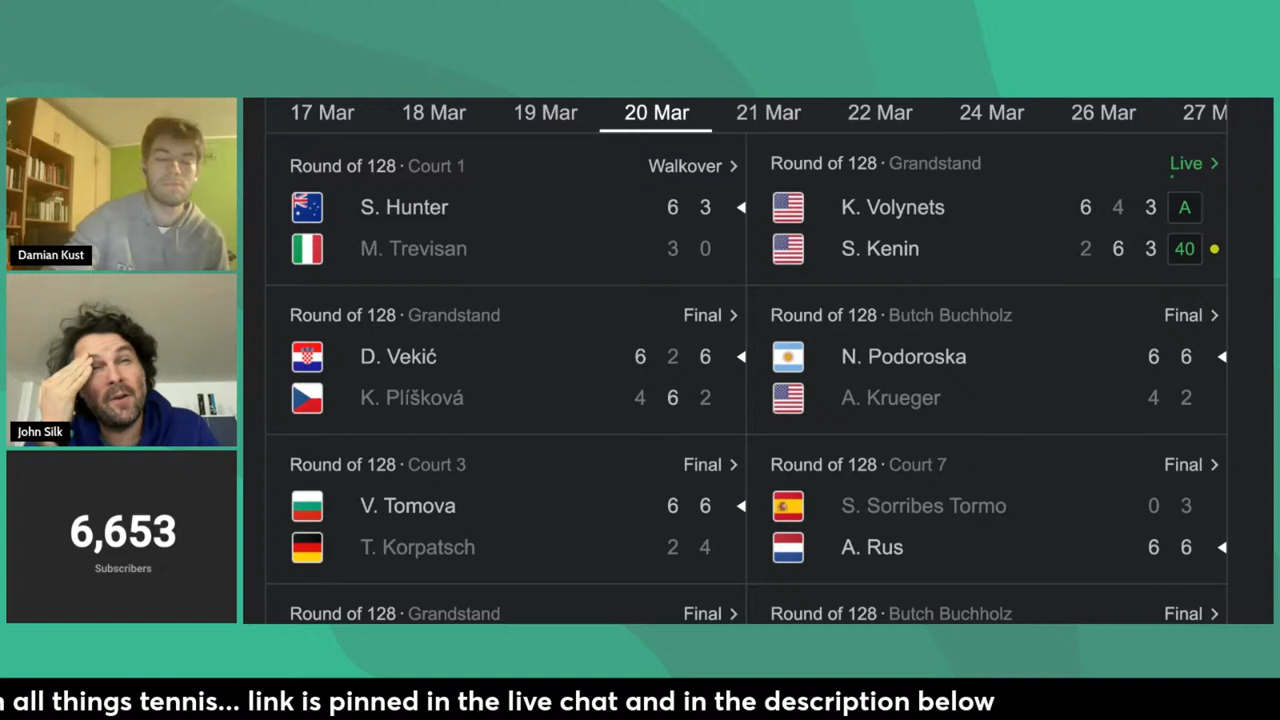 17 Mar 18 Mar 19 Mar 20 Mar 21 Mar 22 Mar 24 Mar 26 Mar 27 M
Round of 128 · Court 1 Walkover
S. Hunter 6 3
M. Trevisan 3 0
Round of 128 · Grandstand Live
K. Volynets 6 4 3 A
S. Kenin 2 6 3 40
Round of 128 · Grandstand Final
D. Vekić 6 2 6
K. Plíšková 4 6 2
Round of 128 · Butch Buchholz Final
N. Podoroska 6 6
A. Krueger 4 2
Round of 128 · Court 3 Final
V. Tomova 6 6
T. Korpatsch 2 4
Round of 128 · Court 7 Final
S. Sorribes Tormo 0 3
A. Rus 6 6
Round of 128 · Grandstand Final
Round of 128 · Butch Buchholz Final
Damian Kust
John Silk
6,653
Subscribers
n all things tennis... link is pinned in the live chat and in the description below